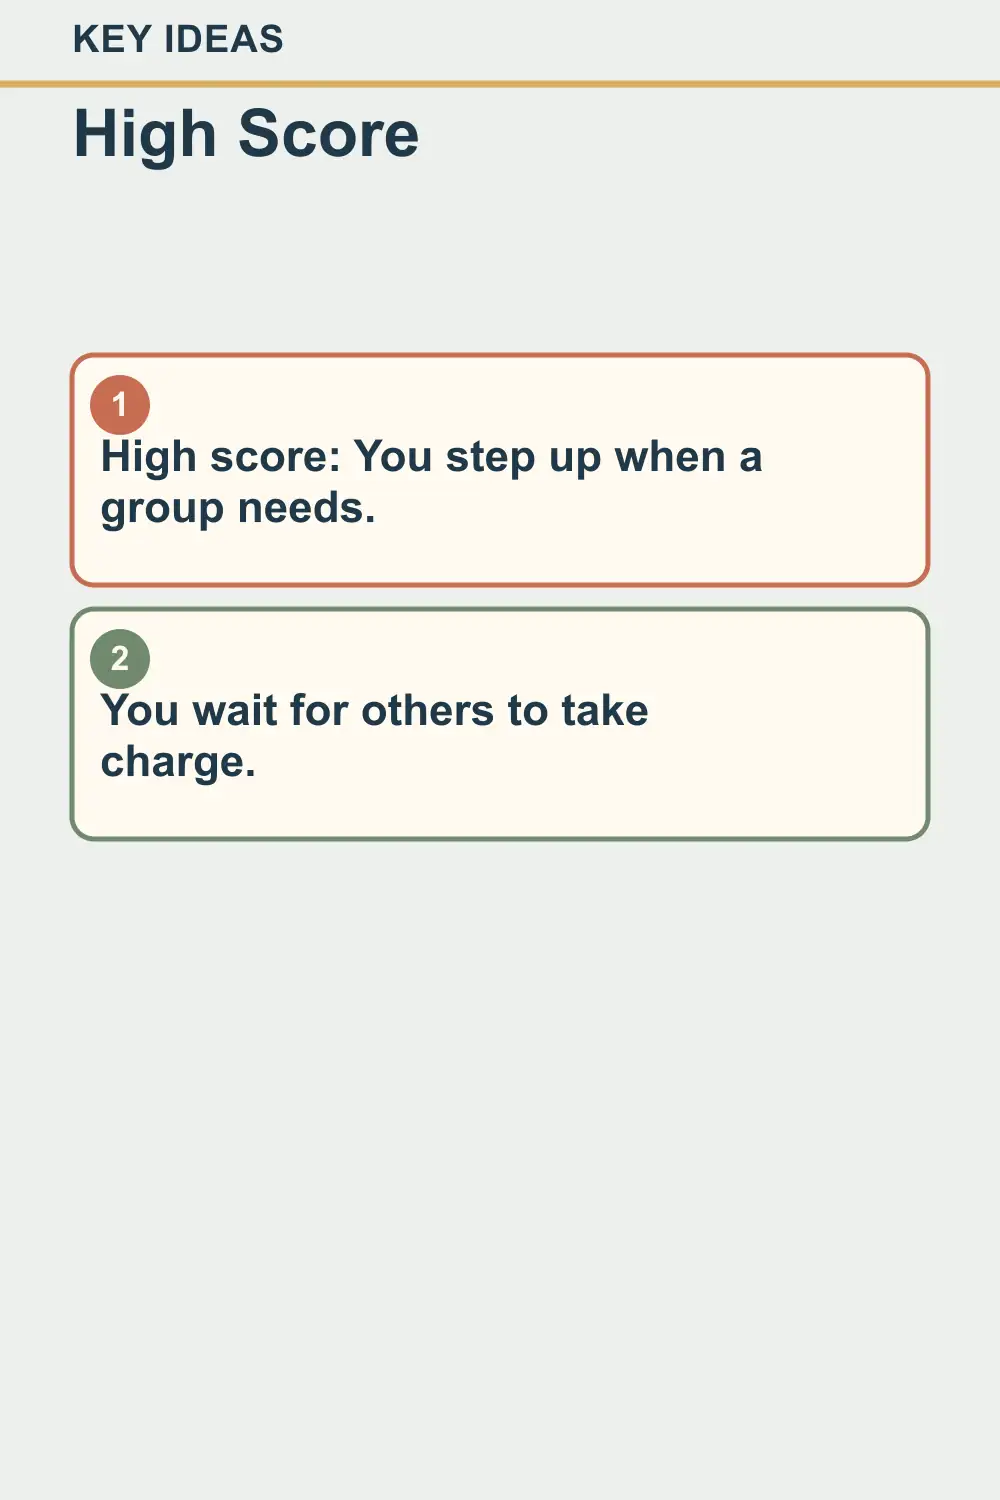 KEY IDEAS
High Score
1
High score: You step up when a
group needs.
2
You wait for others to take
charge.